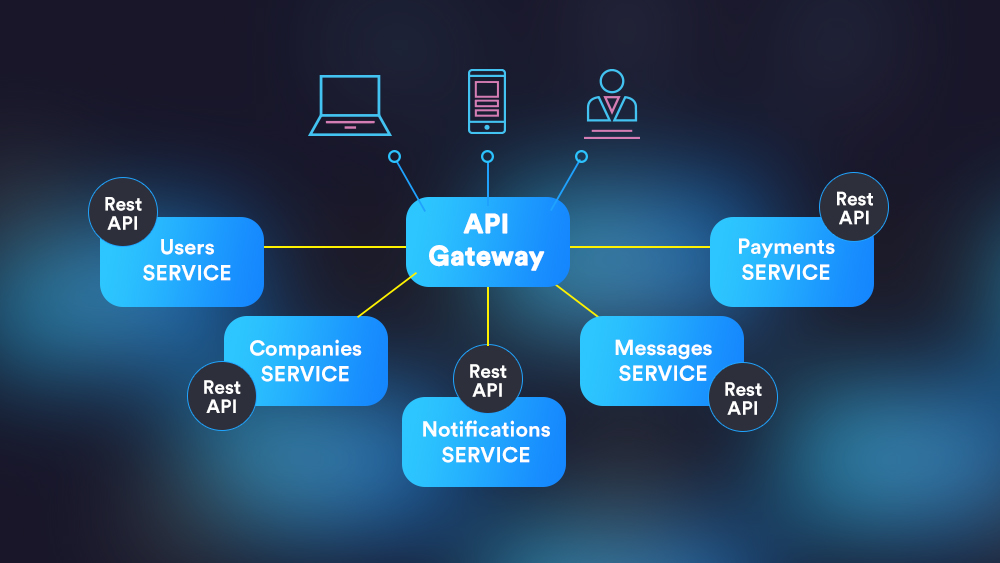 API
Gateway
Rest
API
Users
SERVICE
Rest
API
Payments
SERVICE
Companies
SERVICE
Rest
API
Messages
SERVICE
Rest
API
Rest
API
Notifications
SERVICE